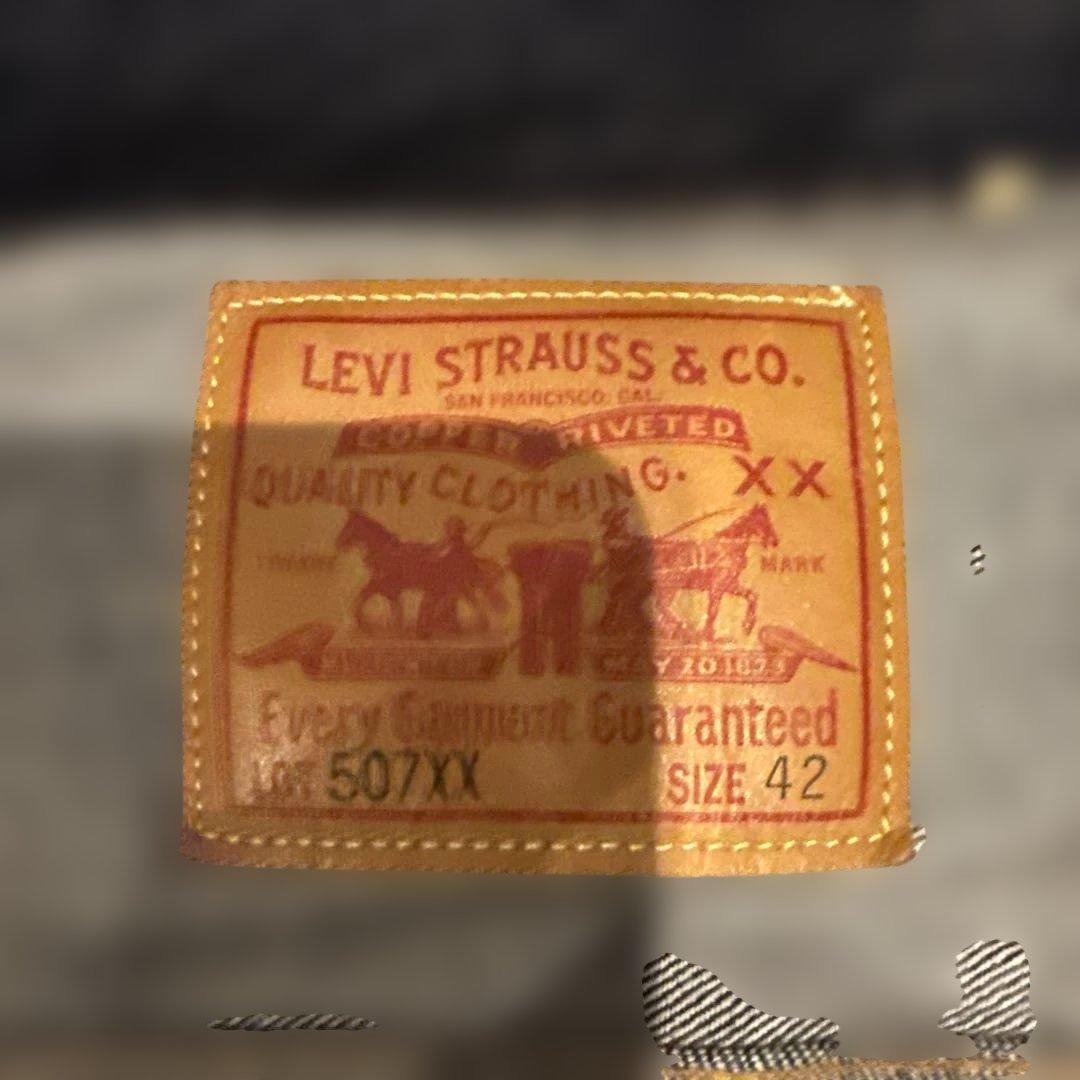 LEVI STRAUSS & CO.
SAN FRANCISCO, CAL.
COPPER RIVETED
QUALITY CLOTHING. XX
MARK
MAY 20 1873
Every Garment Guaranteed
LOT 507XX SIZE 42